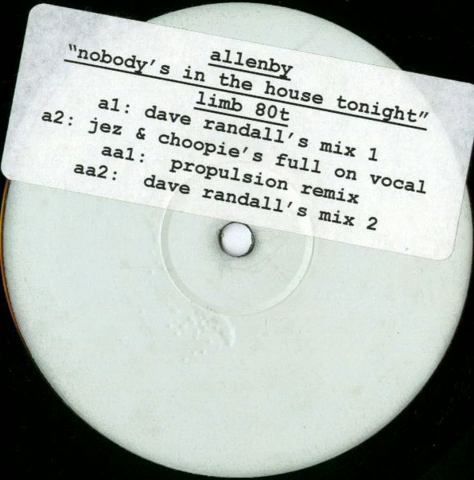 allenby
"nobody's in the house tonight"
limb 80t
a1: dave randall's mix 1
a2: jez & choopie's full on vocal
aa1: propulsion remix
aa2: dave randall's mix 2